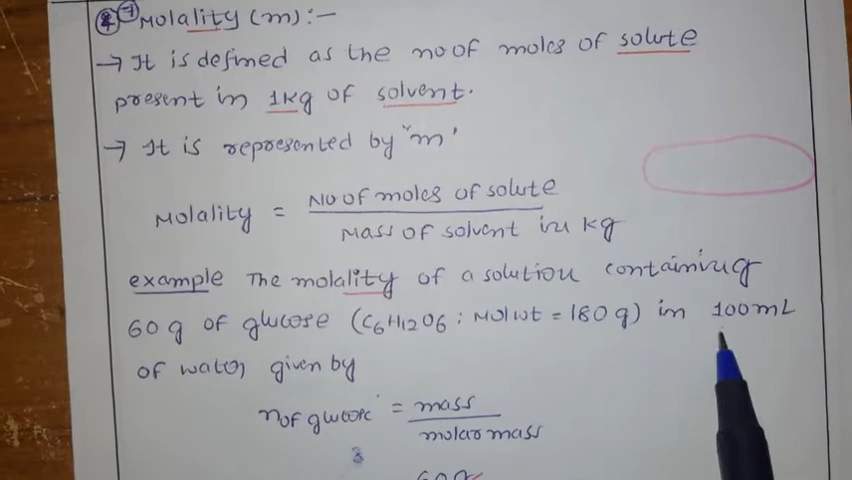 7 Molality (m) :-
→ It is defined as the no of moles of solute
present in 1kg of solvent.
→ It is represented by "m'
Molality = No of moles of solute
Mass of solvent in kg
example The molality of a solution containing
60 g of glucose (C6H12O6 : Mol wt = 180 g) in 100mL
of water given by
n of glucose = mass
molar mass
60g